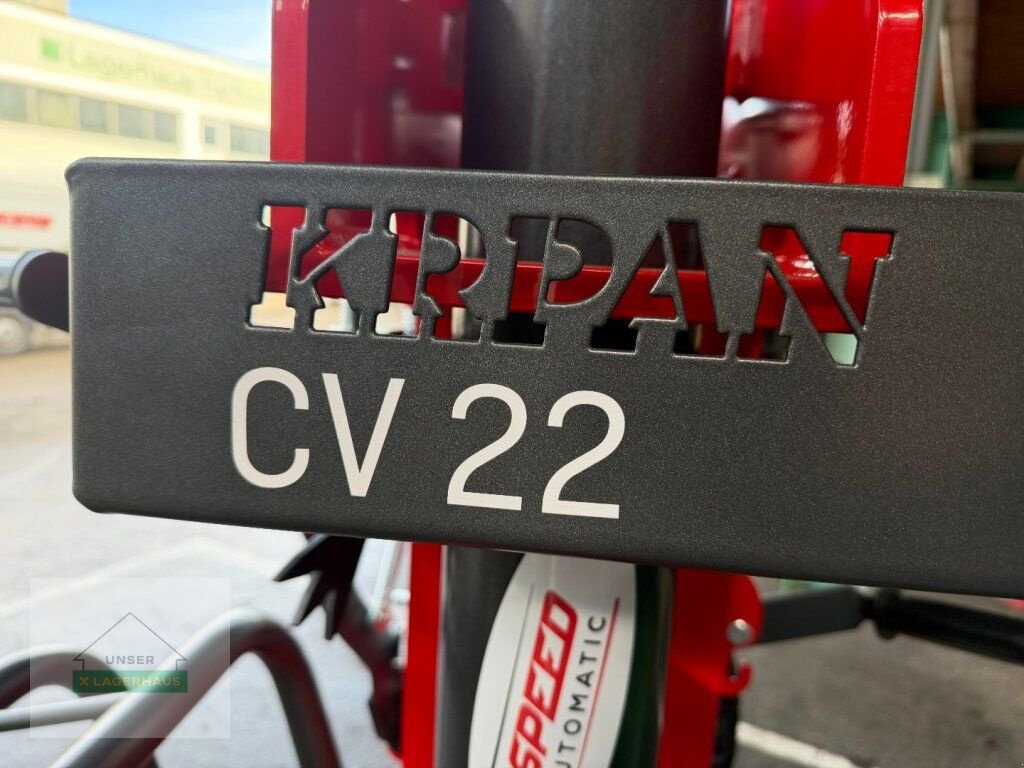 Lagerhaus
KRPAN
CV 22
SPEED
AUTOMATIC
UNSER
X LAGERHAUS